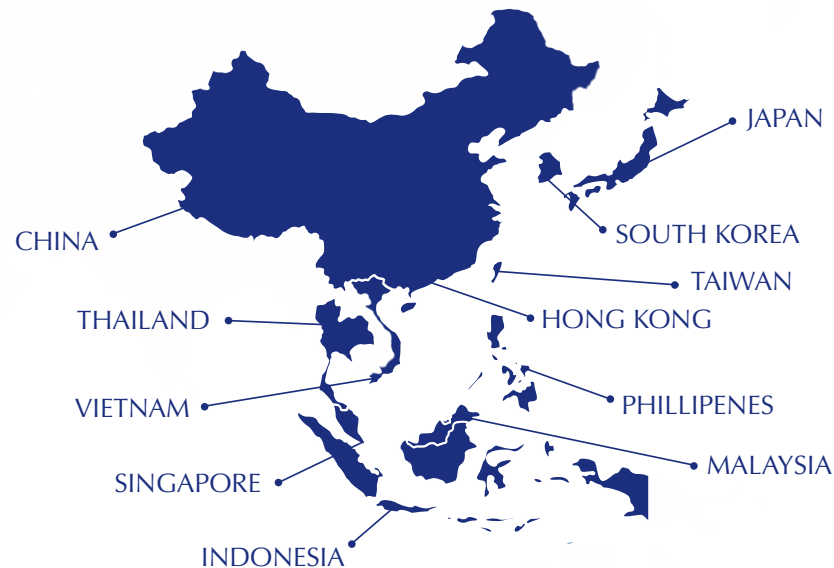 JAPAN
SOUTH KOREA
CHINA
TAIWAN
THAILAND
HONG KONG
VIETNAM
PHILLIPENES
MALAYSIA
SINGAPORE
INDONESIA